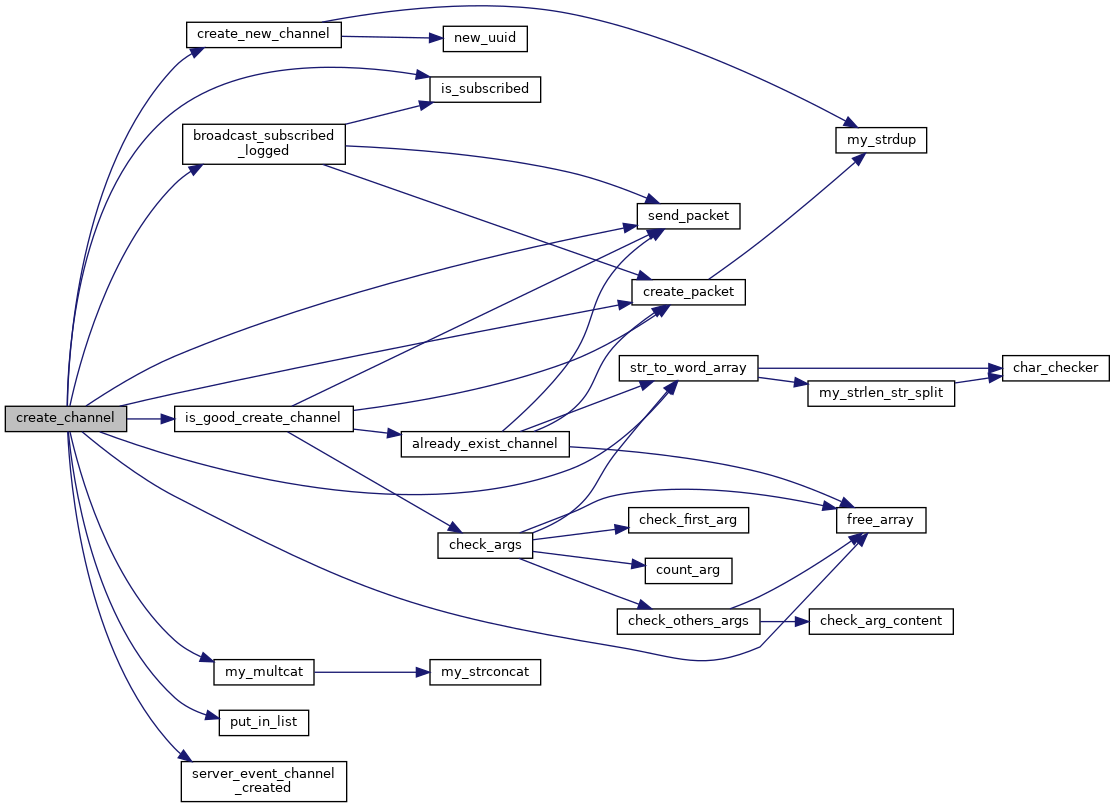 create_new_channel
new_uuid
is_subscribed
broadcast_subscribed
_logged
my_strdup
send_packet
create_packet
str_to_word_array
char_checker
my_strlen_str_split
create_channel
is_good_create_channel
already_exist_channel
check_first_arg
free_array
check_args
count_arg
check_others_args
check_arg_content
my_multcat
my_strconcat
put_in_list
server_event_channel
_created